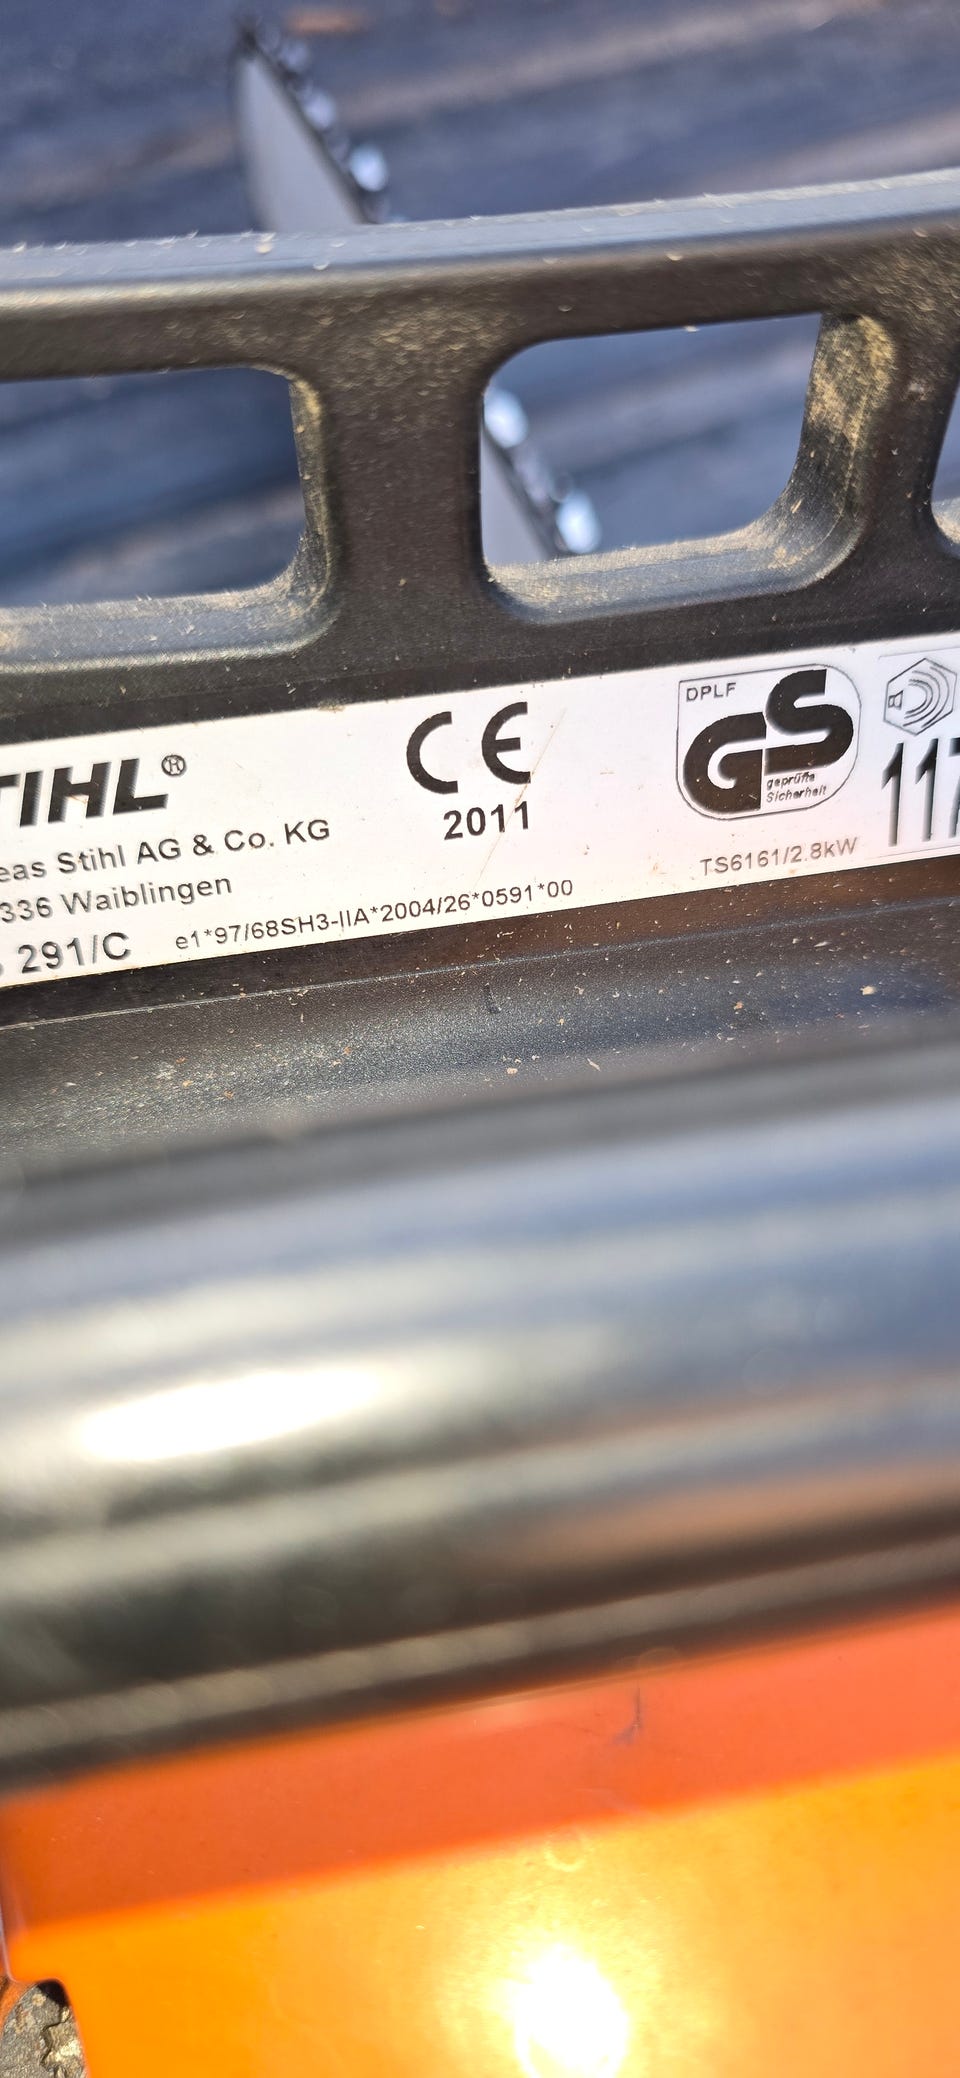 TIHL®
eas Stihl AG & Co. KG
336 Waiblingen
291/C
e1*97/68SH3-IIA*2004/26*0591*00
CE
2011
DPLF
GS
geprüfte
Sicherheit
TS6161/2.8kW
117